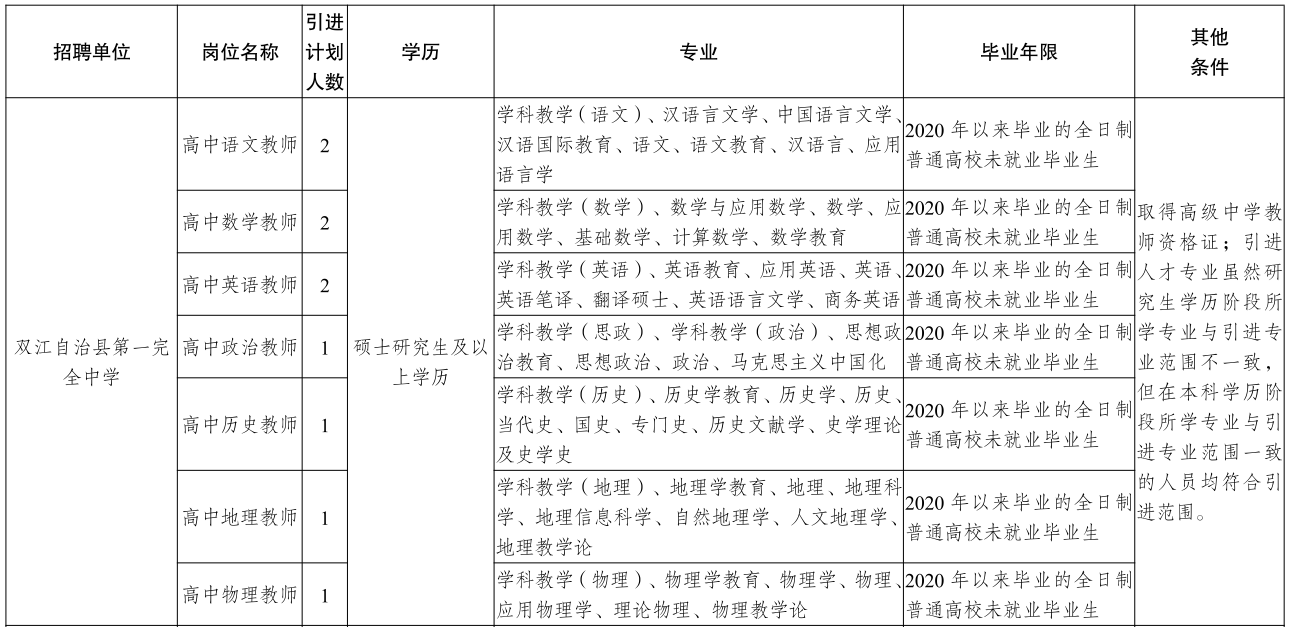 招聘单位
岗位名称
引进
计划
人数
学历
专业
毕业年限
其他
条件
双江自治县第一完
全中学
硕士研究生及以
上学历
高中语文教师
2
学科教学（语文）、汉语言文学、中国语言文学、
汉语国际教育、语文、语文教育、汉语言、应用
语言学
2020 年以来毕业的全日制
普通高校未就业毕业生
高中数学教师
2
学科教学（数学）、数学与应用数学、数学、应
用数学、基础数学、计算数学、数学教育
2020 年以来毕业的全日制
普通高校未就业毕业生
高中英语教师
2
学科教学（英语）、英语教育、应用英语、英语、
英语笔译、翻译硕士、英语语言文学、商务英语
2020 年以来毕业的全日制
普通高校未就业毕业生
高中政治教师
1
学科教学（思政）、学科教学（政治）、思想政
治教育、思想政治、政治、马克思主义中国化
2020 年以来毕业的全日制
普通高校未就业毕业生
高中历史教师
1
学科教学（历史）、历史学教育、历史学、历史、
当代史、国史、专门史、历史文献学、史学理论
及史学史
2020 年以来毕业的全日制
普通高校未就业毕业生
高中地理教师
1
学科教学（地理）、地理学教育、地理、地理科
学、地理信息科学、自然地理学、人文地理学、
地理教学论
2020 年以来毕业的全日制
普通高校未就业毕业生
高中物理教师
1
学科教学（物理）、物理学教育、物理学、物理、
应用物理学、理论物理、物理教学论
2020 年以来毕业的全日制
普通高校未就业毕业生
取得高级中学教
师资格证；引进
人才专业虽然研
究生学历阶段所
学专业与引进专
业范围不一致，
但在本科学历阶
段所学专业与引
进专业范围一致
的人员均符合引
进范围。